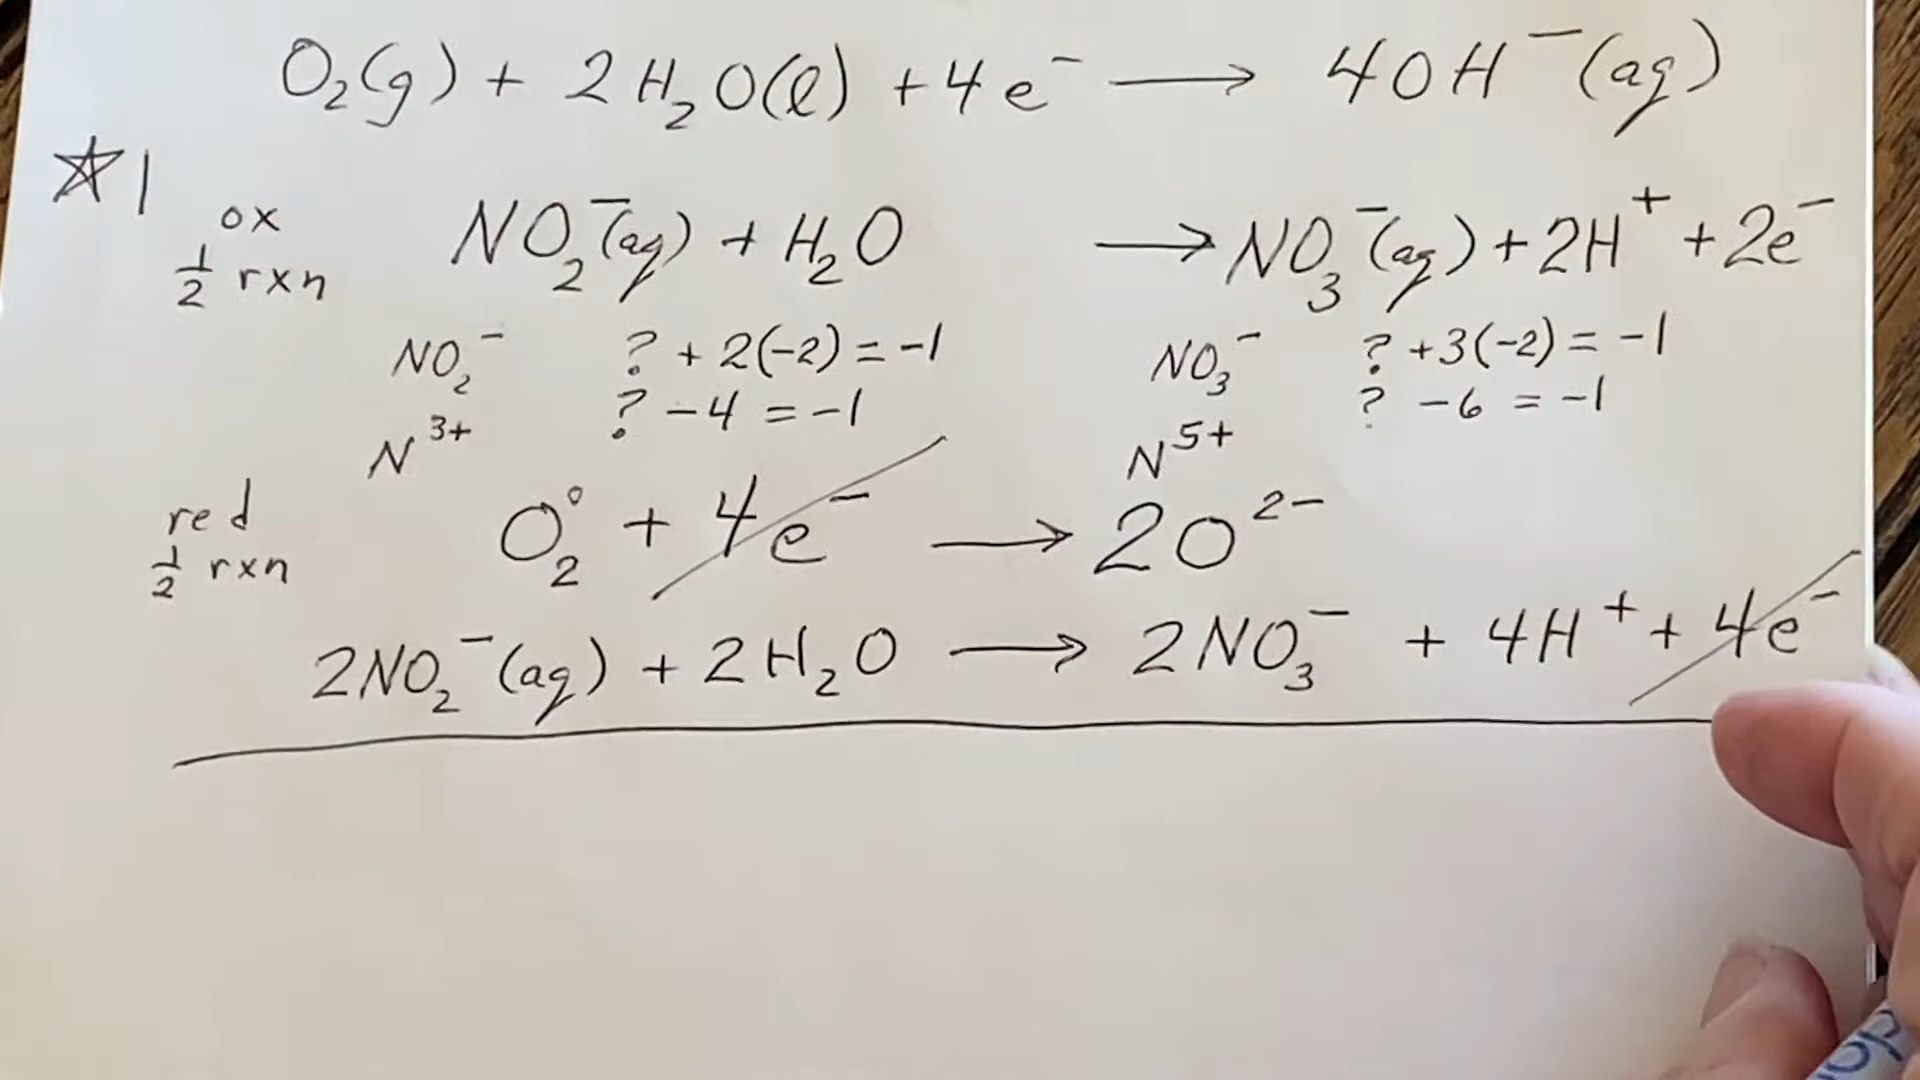 O₂(g) + 2H₂O(l) + 4e⁻ → 4OH⁻(aq)
☆1
ox NO₂⁻(aq) + H₂O → NO₃⁻(aq) + 2H⁺ + 2e⁻
½ rxn
NO₂⁻ ? + 2(-2) = -1 NO₃⁻ ? + 3(-2) = -1
? - 4 = -1 ? - 6 = -1
N³⁺ N⁵⁺
red O₂⁰ + 4e⁻ → 2O²⁻
½ rxn
2NO₂⁻(aq) + 2H₂O → 2NO₃⁻ + 4H⁺ + 4e⁻